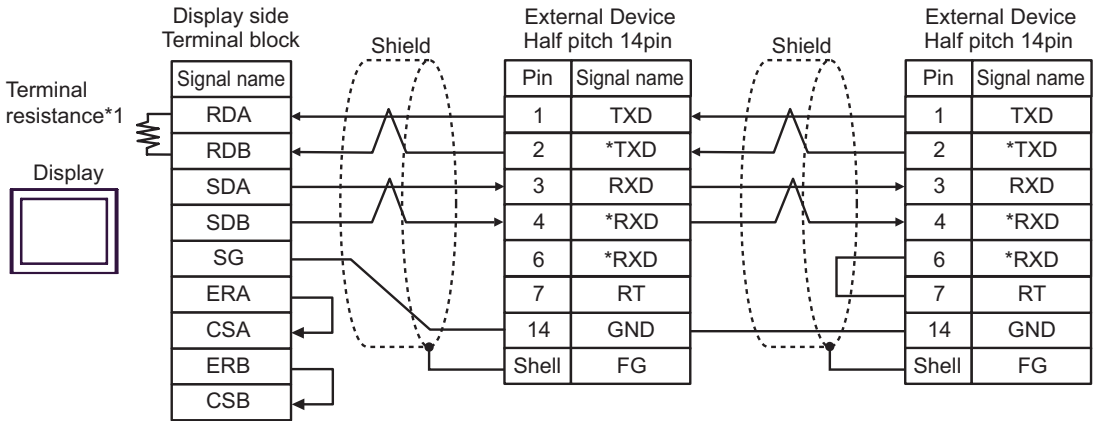 Display side
Terminal block
Shield
External Device
Half pitch 14pin
Shield
External Device
Half pitch 14pin
Terminal
resistance*1
Display
Signal name
RDA
RDB
SDA
SDB
SG
ERA
CSA
ERB
CSB
Pin Signal name
1 TXD
2 *TXD
3 RXD
4 *RXD
6 *RXD
7 RT
14 GND
Shell FG
Pin Signal name
1 TXD
2 *TXD
3 RXD
4 *RXD
6 *RXD
7 RT
14 GND
Shell FG